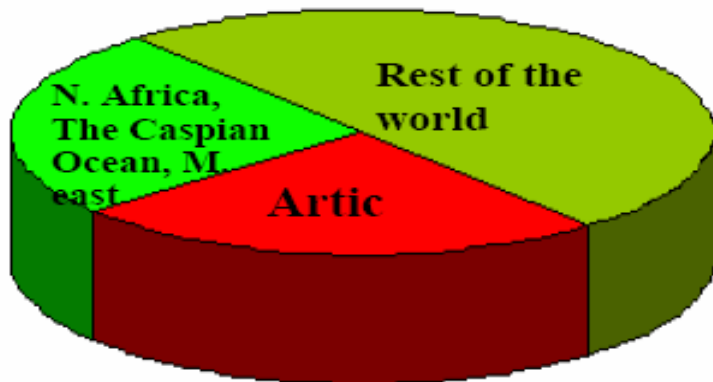 Rest of the
world
N. Africa,
The Caspian
Ocean, M.
east
Artic